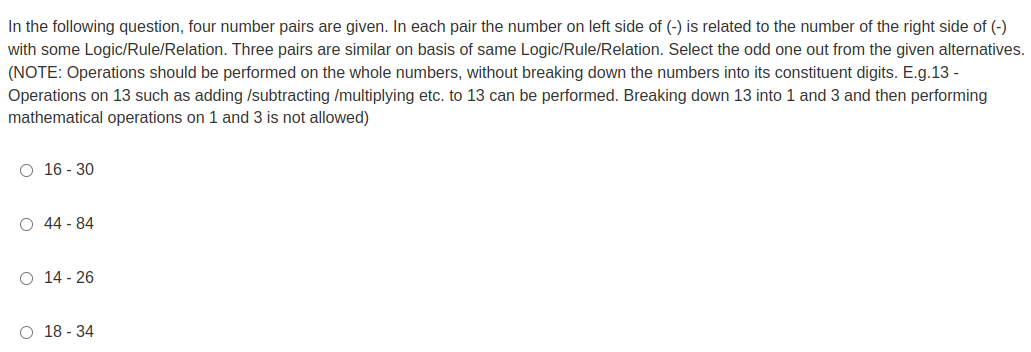 In the following question, four number pairs are given. In each pair the number on left side of (-) is related to the number of the right side of (-)
with some Logic/Rule/Relation. Three pairs are similar on basis of same Logic/Rule/Relation. Select the odd one out from the given alternatives.
(NOTE: Operations should be performed on the whole numbers, without breaking down the numbers into its constituent digits. E.g.13 -
Operations on 13 such as adding /subtracting /multiplying etc. to 13 can be performed. Breaking down 13 into 1 and 3 and then performing
mathematical operations on 1 and 3 is not allowed)
16 - 30
44 - 84
14 - 26
18 - 34